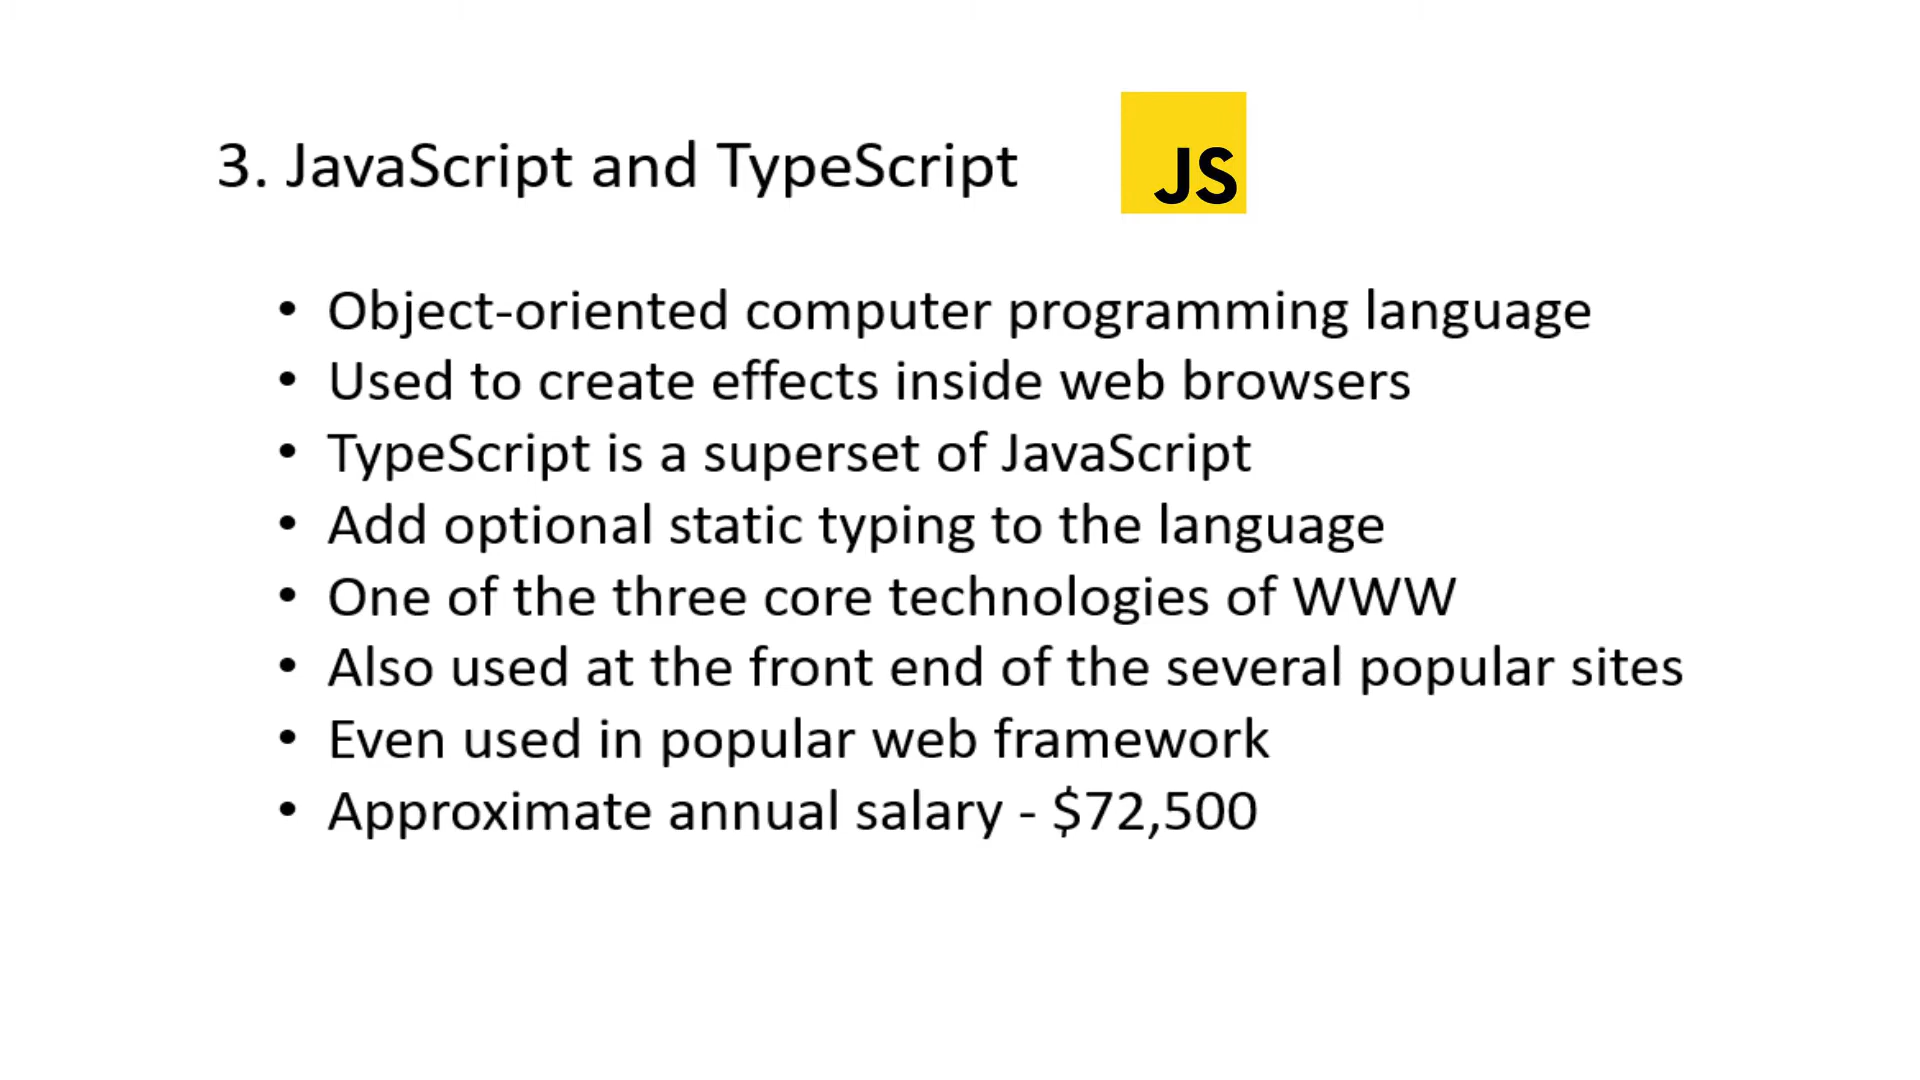 3. JavaScript and TypeScript
JS
• Object-oriented computer programming language
• Used to create effects inside web browsers
• TypeScript is a superset of JavaScript
• Add optional static typing to the language
• One of the three core technologies of WWW
• Also used at the front end of the several popular sites
• Even used in popular web framework
• Approximate annual salary - $72,500